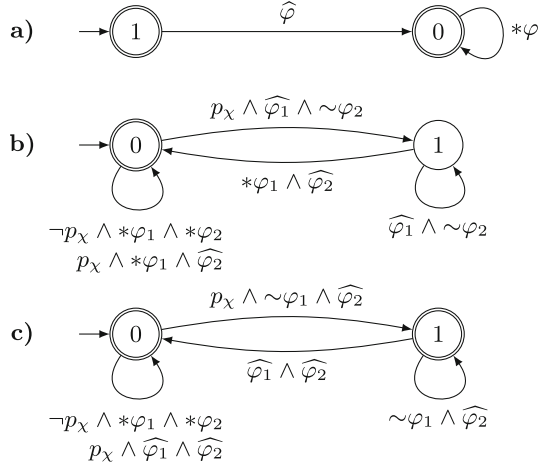 a) 1 φ̂ 0 *φ
b) 0 p_χ ∧ φ̂₁ ∧ ∼φ₂ 1
*φ₁ ∧ φ̂₂
¬p_χ ∧ *φ₁ ∧ *φ₂ φ̂₁ ∧ ∼φ₂
p_χ ∧ *φ₁ ∧ φ̂₂
c) 0 p_χ ∧ ∼φ₁ ∧ φ̂₂ 1
φ̂₁ ∧ φ̂₂
¬p_χ ∧ *φ₁ ∧ *φ₂ ∼φ₁ ∧ φ̂₂
p_χ ∧ φ̂₁ ∧ φ̂₂